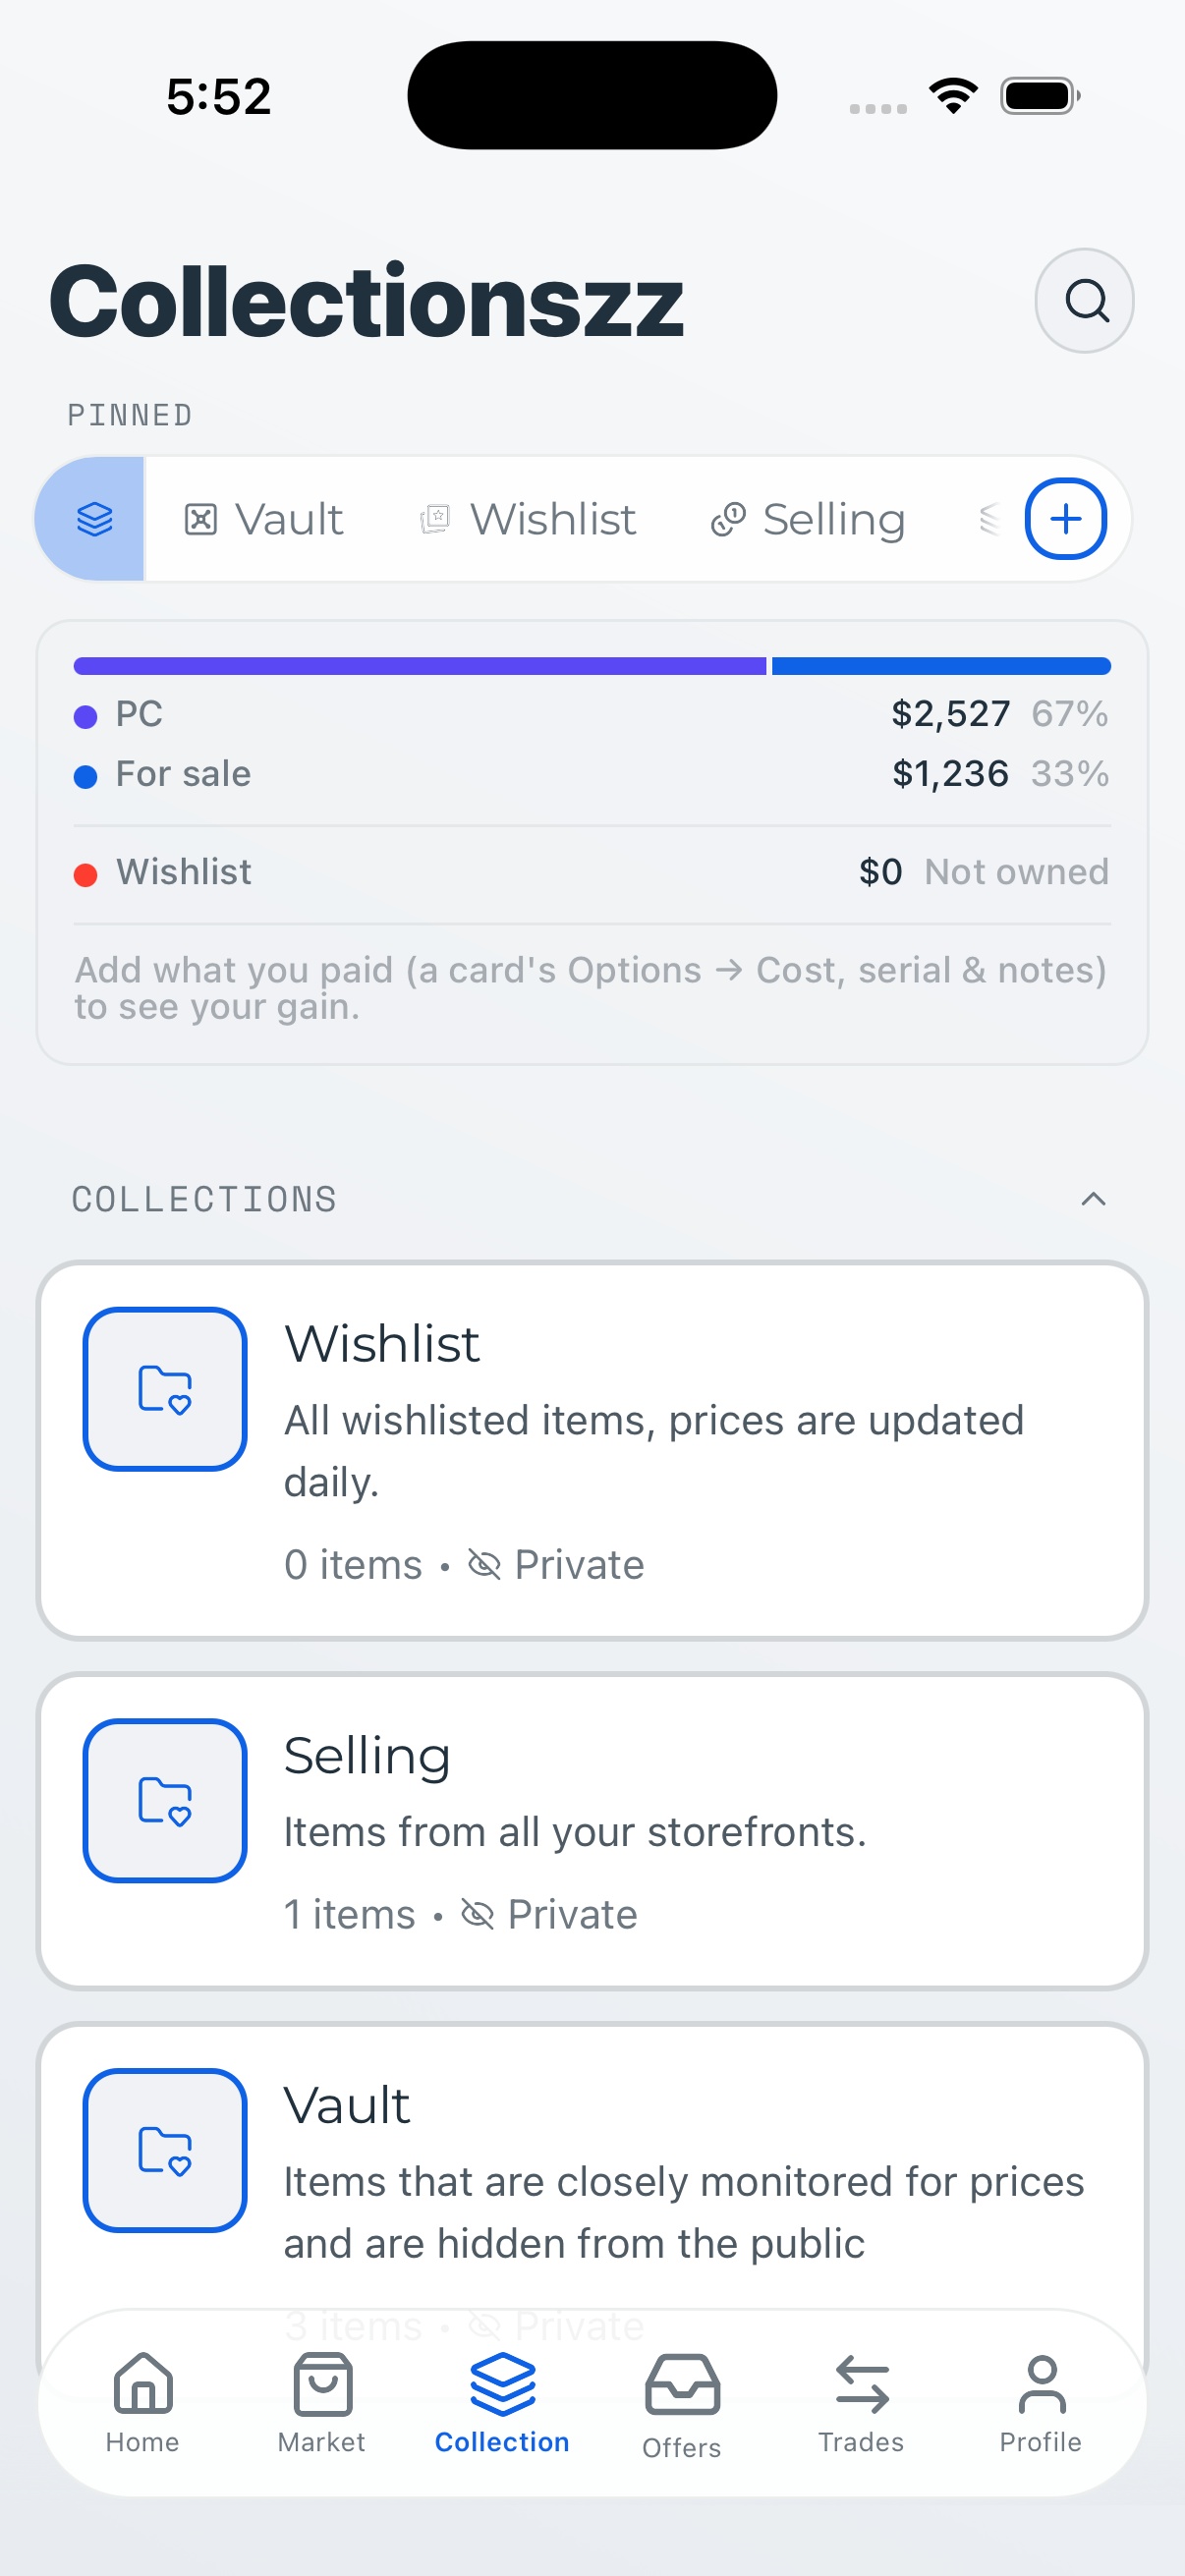 5:52
Collectionszz
PINNED
Vault
Wishlist
Selling
PC $2,527 67%
For sale $1,236 33%
Wishlist $0 Not owned
Add what you paid (a card's Options → Cost, serial & notes)
to see your gain.
COLLECTIONS
Wishlist
All wishlisted items, prices are updated
daily.
0 items • Private
Selling
Items from all your storefronts.
1 items • Private
Vault
Items that are closely monitored for prices
and are hidden from the public
3 items • Private
Home
Market
Collection
Offers
Trades
Profile